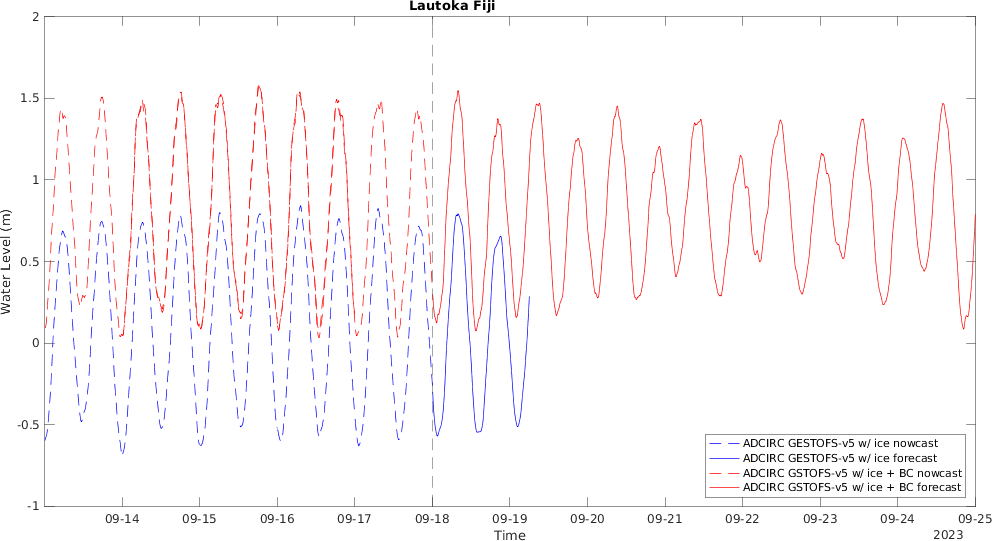 Lautoka Fiji
2
1.5
1
0.5
0
-0.5
-1
Water Level (m)
09-14 09-15 09-16 09-17 09-18 09-19 09-20 09-21 09-22 09-23 09-24 09-25
Time
2023
ADCIRC GESTOFS-v5 w/ ice nowcast
ADCIRC GESTOFS-v5 w/ ice forecast
ADCIRC GSTOFS-v5 w/ ice + BC nowcast
ADCIRC GSTOFS-v5 w/ ice + BC forecast